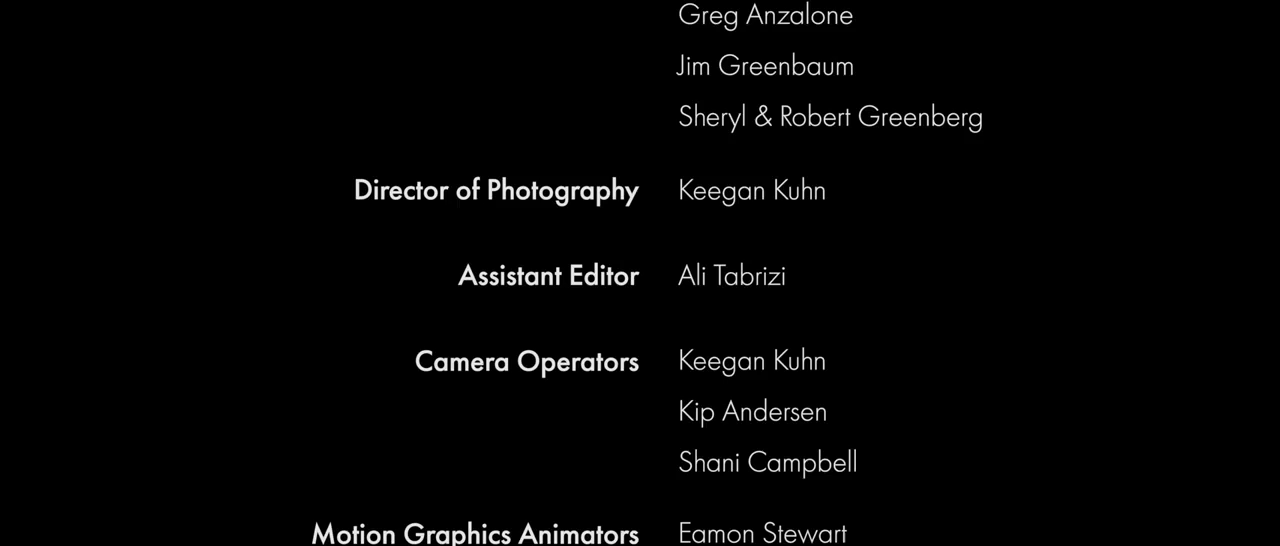 Greg Anzalone
Jim Greenbaum
Sheryl & Robert Greenberg
Director of Photography Keegan Kuhn
Assistant Editor Ali Tabrizi
Camera Operators Keegan Kuhn
Kip Andersen
Shani Campbell
Motion Graphics Animators Eamon Stewart